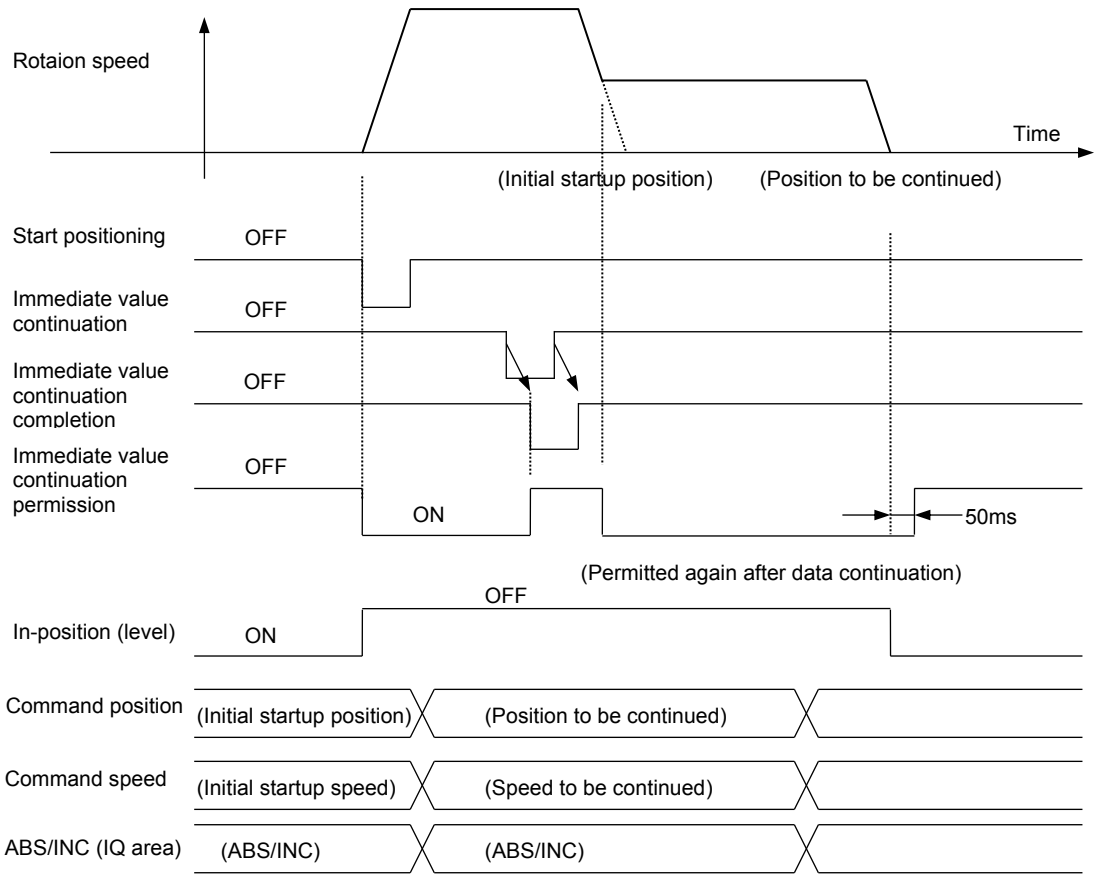 Rotaion speed
Time
(Initial startup position) (Position to be continued)
Start positioning OFF
Immediate value
continuation
OFF
Immediate value
continuation
completion
OFF
Immediate value
continuation
permission
OFF
ON
50ms
(Permitted again after data continuation)
OFF
In-position (level) ON
Command position (Initial startup position) (Position to be continued)
Command speed (Initial startup speed) (Speed to be continued)
ABS/INC (IQ area) (ABS/INC) (ABS/INC)